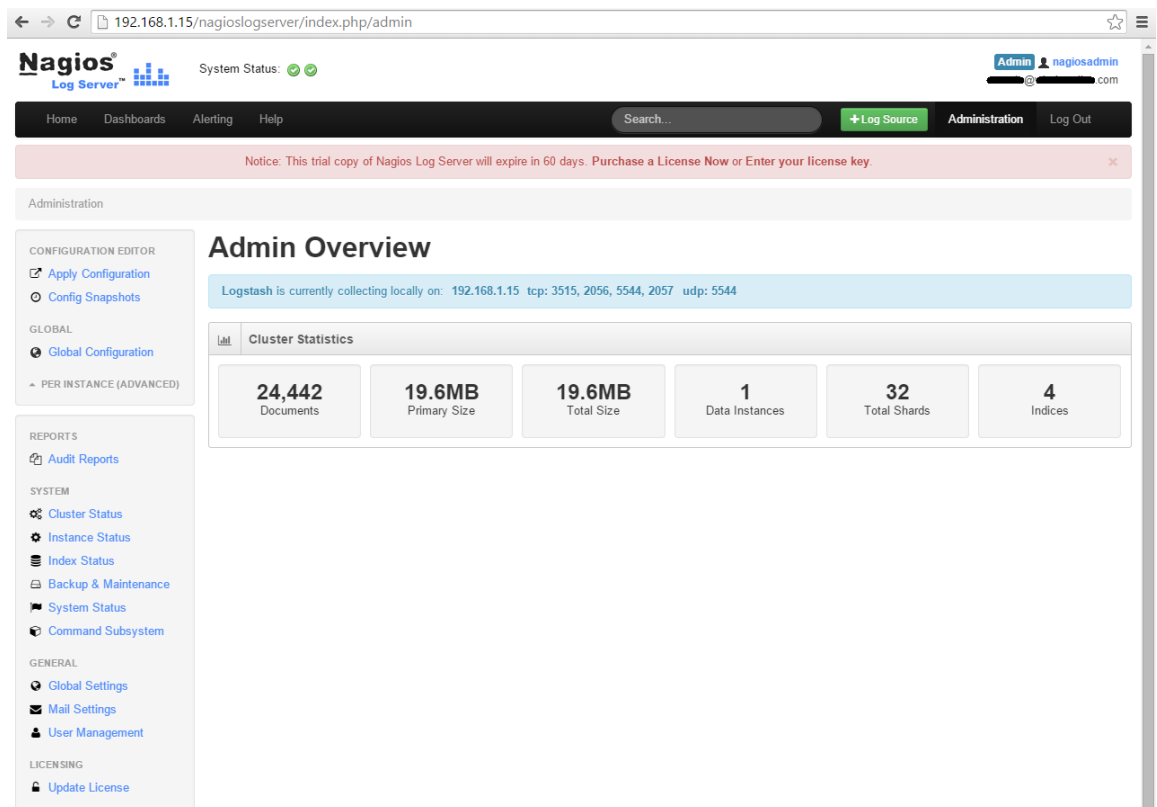 192.168.1.15/nagioslogserver/index.php/admin
Nagios®
Log Server™
System Status:
Admin nagiosadmin
@ .com
Home Dashboards Alerting Help Search... +Log Source Administration Log Out
Notice: This trial copy of Nagios Log Server will expire in 60 days. Purchase a License Now or Enter your license key. ×
Administration
CONFIGURATION EDITOR
Apply Configuration
Config Snapshots
GLOBAL
Global Configuration
PER INSTANCE (ADVANCED)
REPORTS
Audit Reports
SYSTEM
Cluster Status
Instance Status
Index Status
Backup & Maintenance
System Status
Command Subsystem
GENERAL
Global Settings
Mail Settings
User Management
LICENSING
Update License
Admin Overview
Logstash is currently collecting locally on: 192.168.1.15 tcp: 3515, 2056, 5544, 2057 udp: 5544
Cluster Statistics
24,442
Documents
19.6MB
Primary Size
19.6MB
Total Size
1
Data Instances
32
Total Shards
4
Indices